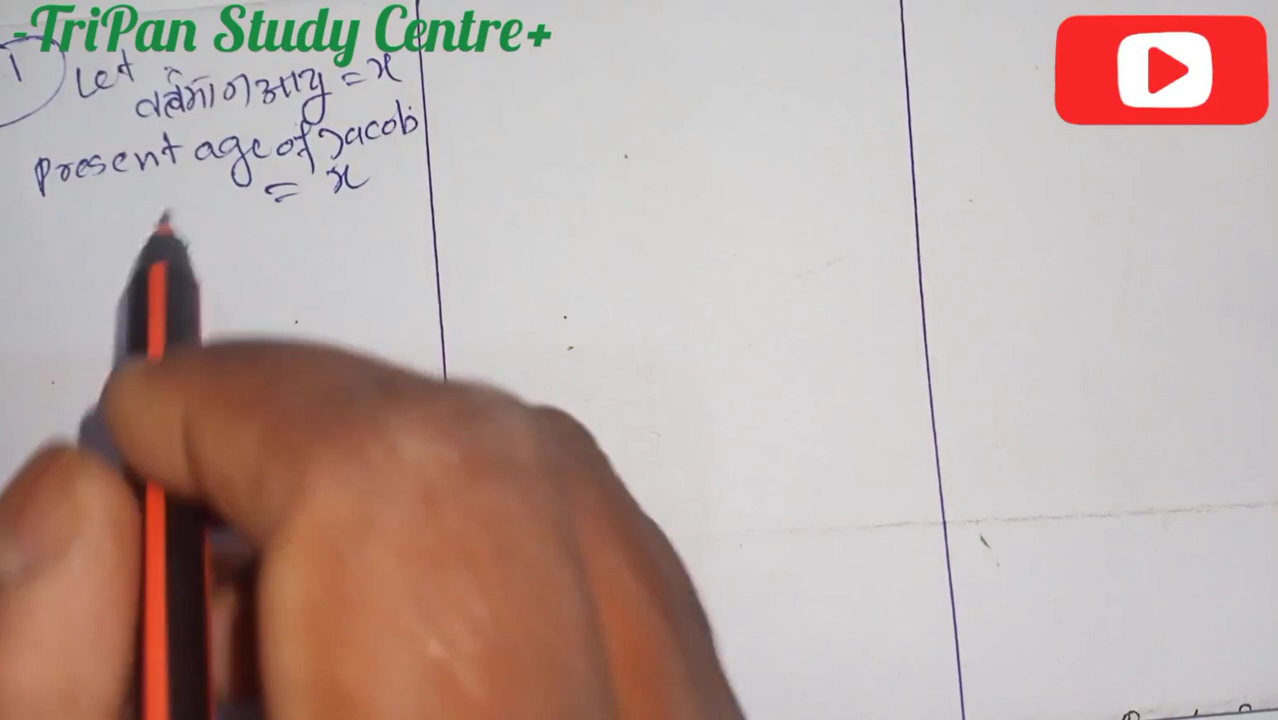 -TriPan Study Centre+
1 Let
वर्तमान आयु = x
Present age of Jacob
= x